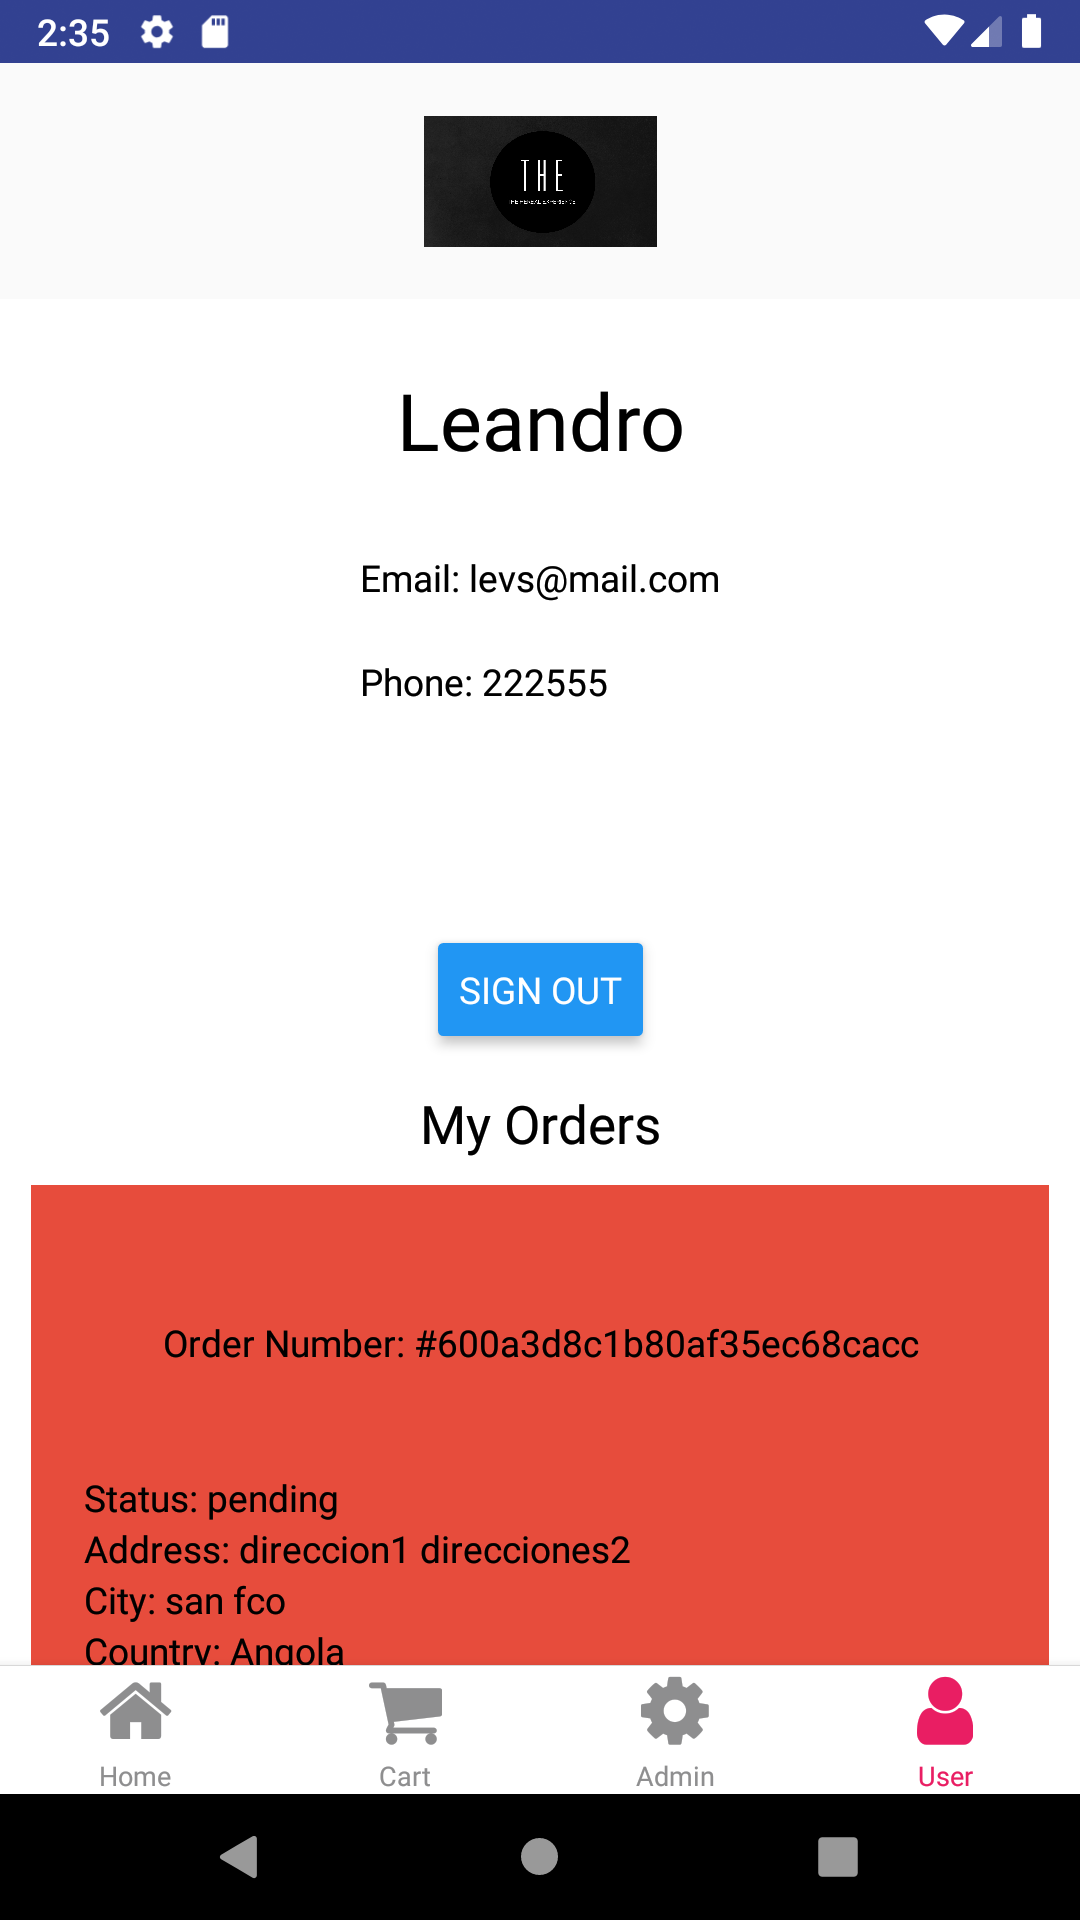 2:35
THE
Leandro
Email: levs@mail.com
Phone: 222555
SIGN OUT
My Orders
Order Number: #600a3d8c1b80af35ec68cacc
Status: pending
Address: direccion1 direcciones2
City: san fco
Country: Angola
Home
Cart
Admin
User